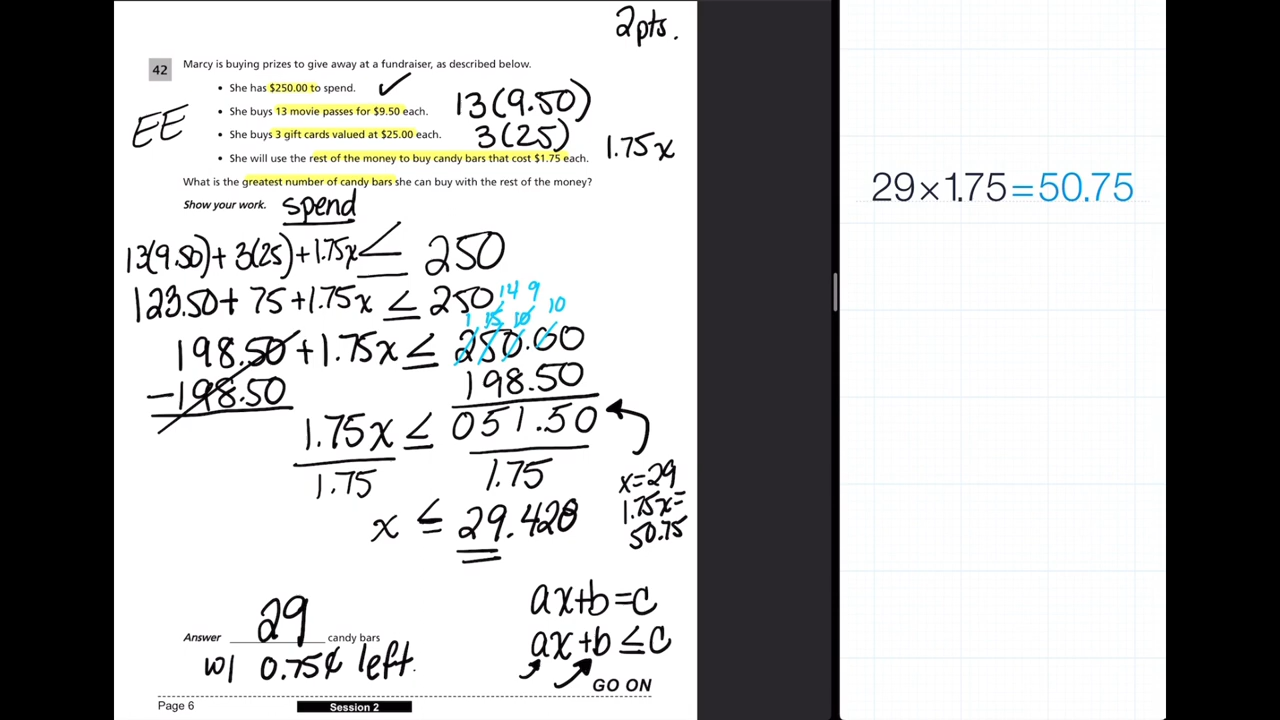 2pts.
42 Marcy is buying prizes to give away at a fundraiser, as described below.
• She has $250.00 to spend. ✓
EE
• She buys 13 movie passes for $9.50 each. 13(9.50)
• She buys 3 gift cards valued at $25.00 each. 3(25)
• She will use the rest of the money to buy candy bars that cost $1.75 each. 1.75x
What is the greatest number of candy bars she can buy with the rest of the money?
Show your work. spend
13(9.50)+3(25)+1.75x ≤ 250
123.50+75+1.75x ≤ 250
14 9
1 15 10 10
198.50+1.75x ≤ 250.00
-198.50 198.50
1.75x ≤ 051.50
1.75 1.75
x ≤ 29.428
x=29
1.75x=
50.75
ax+b=c
ax+b≤c
Answer 29 candy bars
w/ 0.75¢ left.
GO ON
Page 6 Session 2
29×1.75=50.75